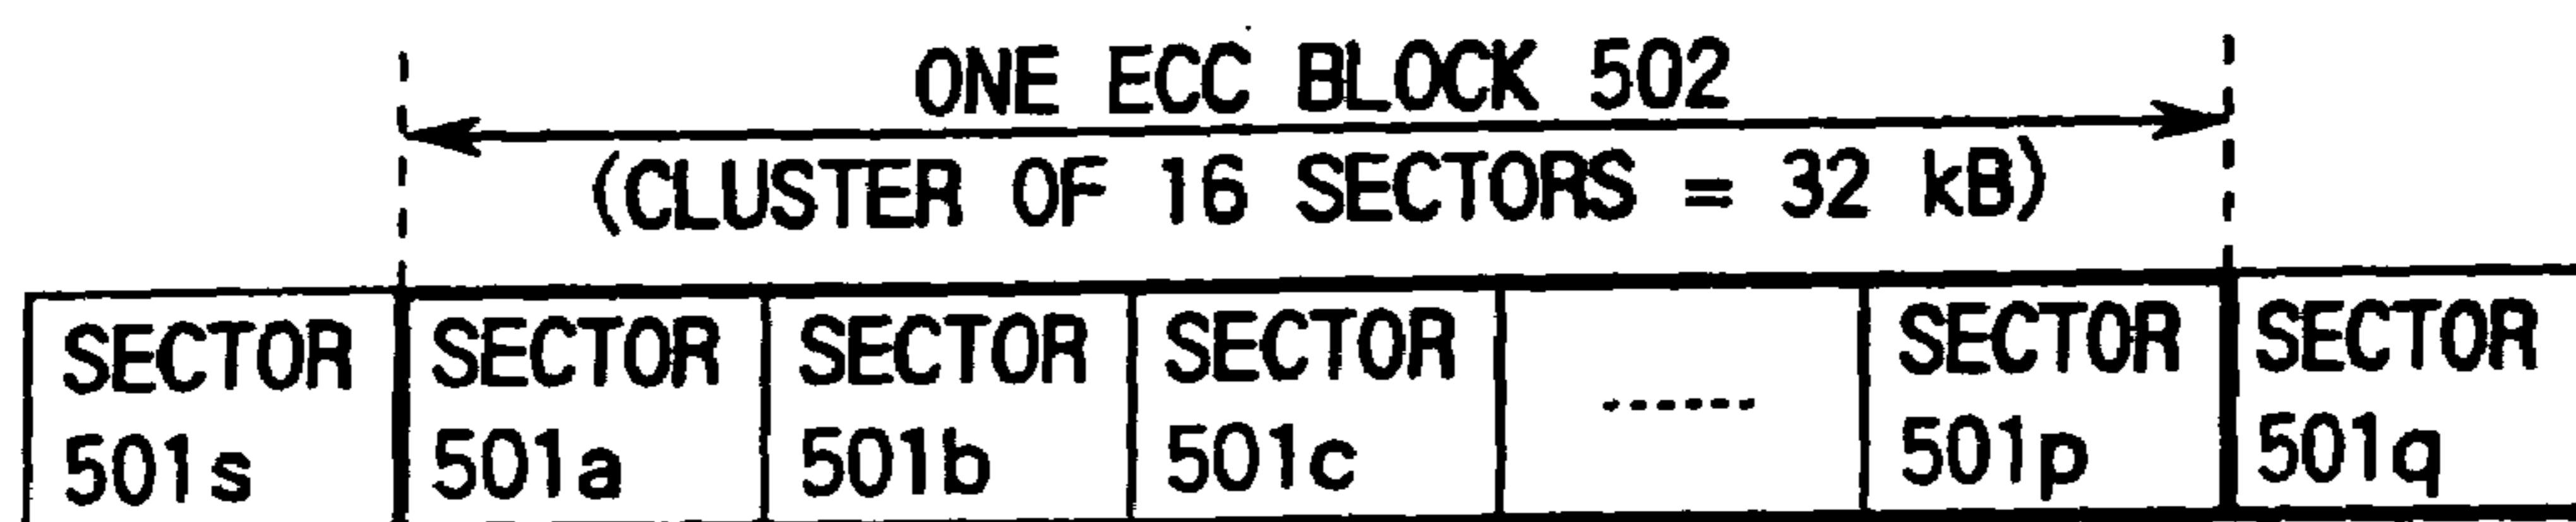 ONE ECC BLOCK 502
(CLUSTER OF 16 SECTORS = 32 kB)
SECTOR SECTOR SECTOR SECTOR ...... SECTOR SECTOR
501s 501a 501b 501c 501p 501q